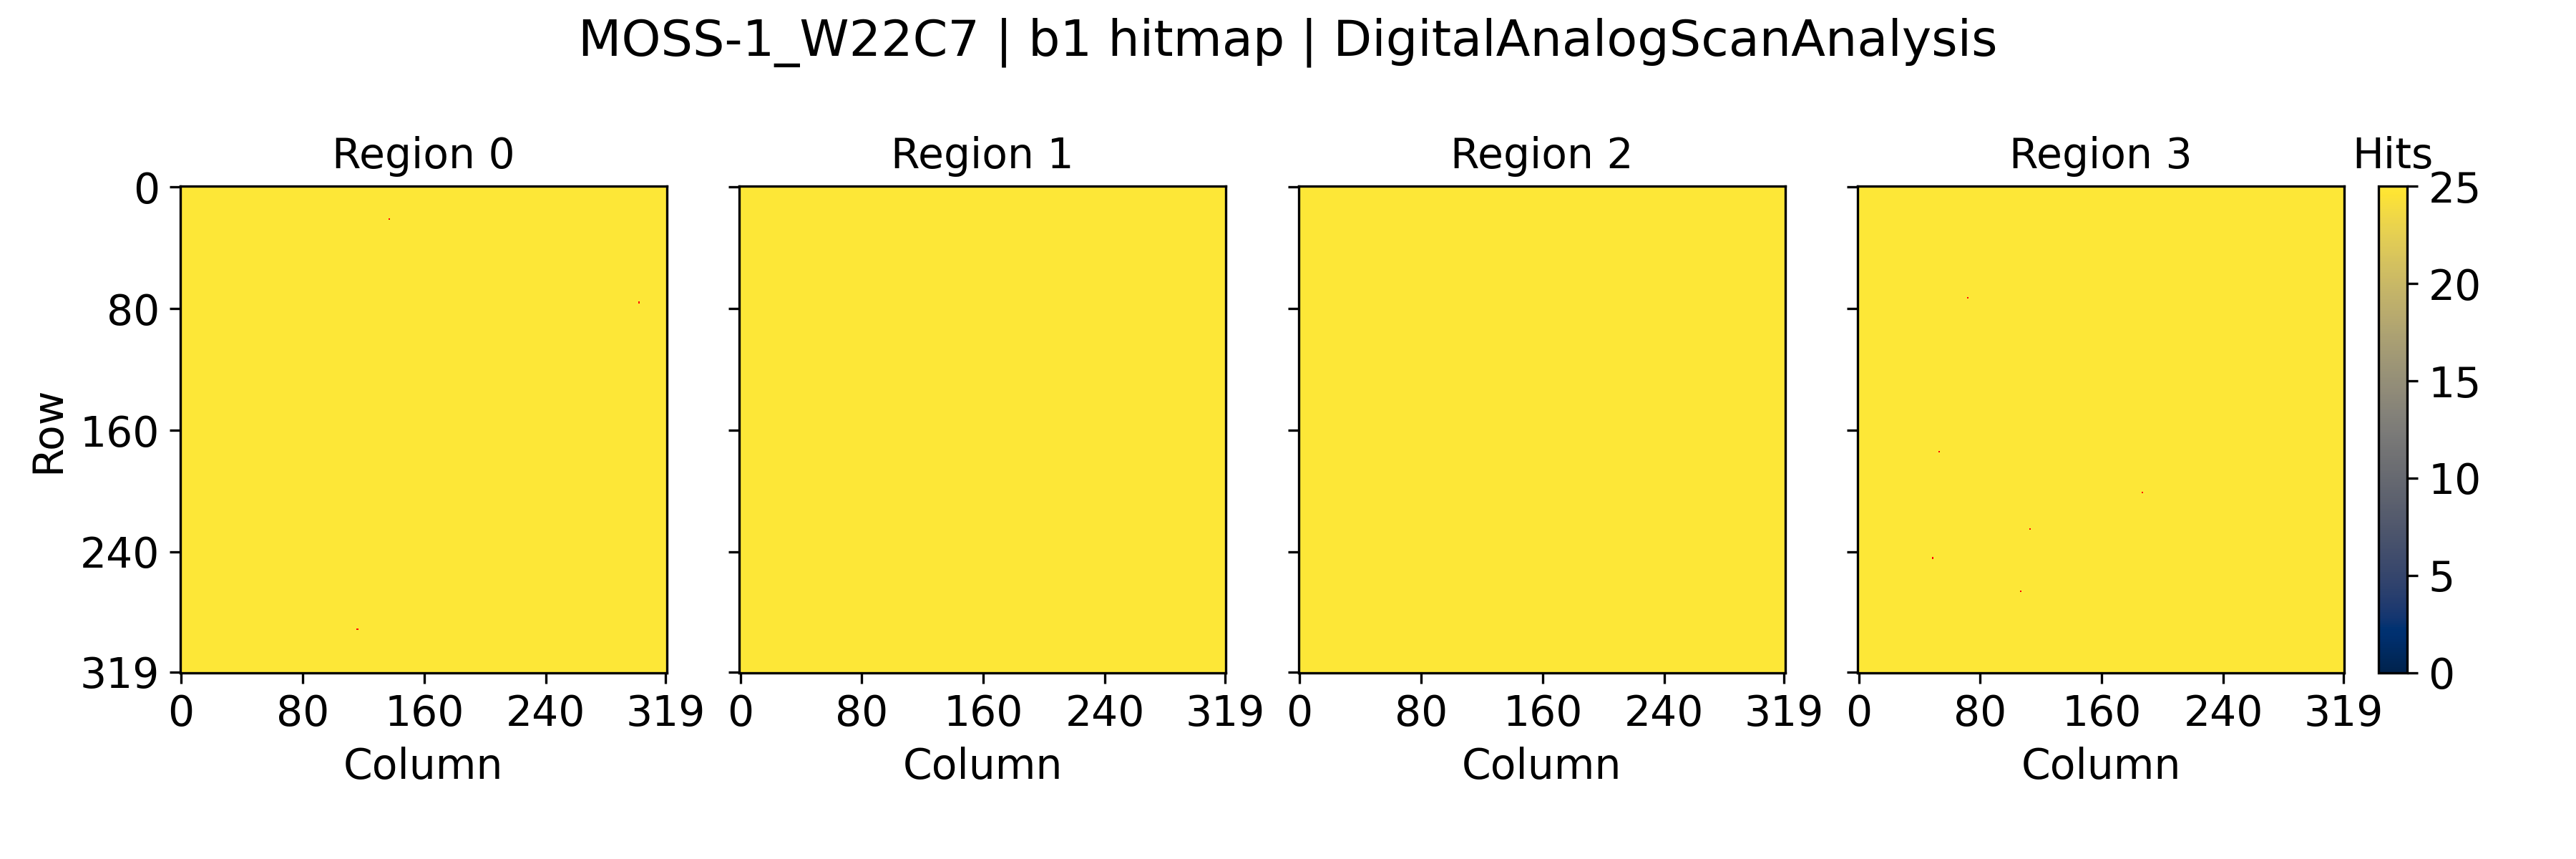 MOSS-1_W22C7 | b1 hitmap | DigitalAnalogScanAnalysis
Region 0
Region 1
Region 2
Region 3
Hits
0
80
160
240
319
Row
0 80 160 240 319
0 80 160 240 319
0 80 160 240 319
0 80 160 240 319
Column
Column
Column
Column
25
20
15
10
5
0